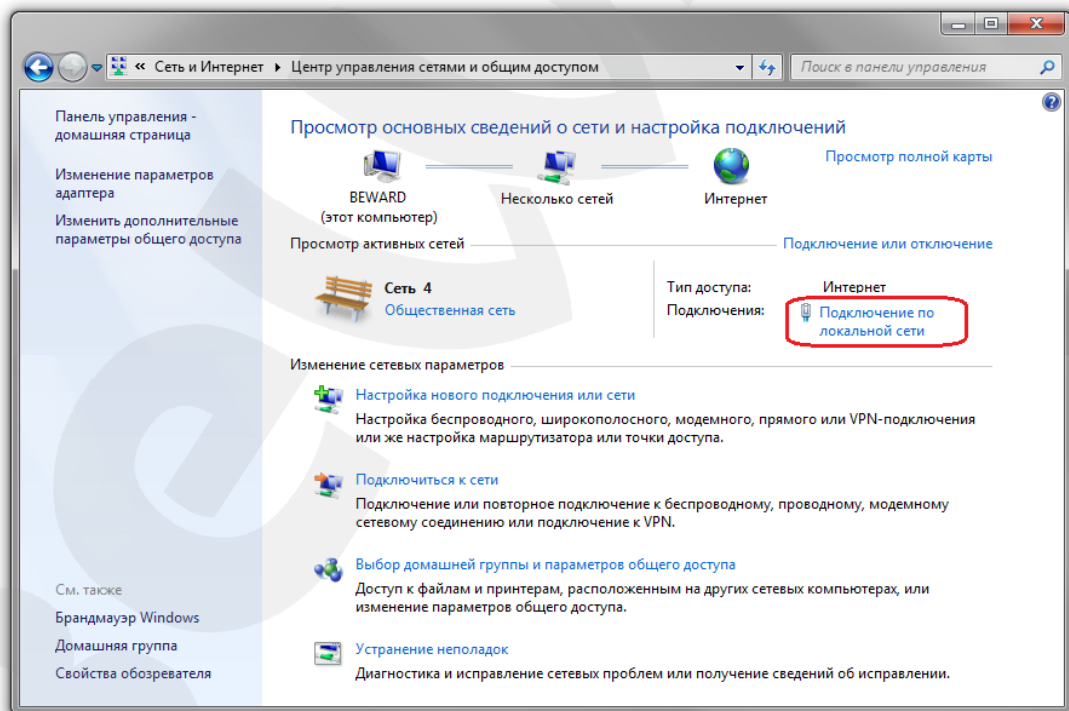 « Сеть и Интернет ▸ Центр управления сетями и общим доступом
Поиск в панели управления
Панель управления -
домашняя страница
Изменение параметров
адаптера
Изменить дополнительные
параметры общего доступа
См. также
Брандмауэр Windows
Домашняя группа
Свойства обозревателя
Просмотр основных сведений о сети и настройка подключений
Просмотр полной карты
BEWARD
(этот компьютер)
Несколько сетей
Интернет
Просмотр активных сетей
Подключение или отключение
Сеть 4
Общественная сеть
Тип доступа: Интернет
Подключения: Подключение по
локальной сети
Изменение сетевых параметров
Настройка нового подключения или сети
Настройка беспроводного, широкополосного, модемного, прямого или VPN-подключения
или же настройка маршрутизатора или точки доступа.
Подключиться к сети
Подключение или повторное подключение к беспроводному, проводному, модемному
сетевому соединению или подключение к VPN.
Выбор домашней группы и параметров общего доступа
Доступ к файлам и принтерам, расположенным на других сетевых компьютерах, или
изменение параметров общего доступа.
Устранение неполадок
Диагностика и исправление сетевых проблем или получение сведений об исправлении.